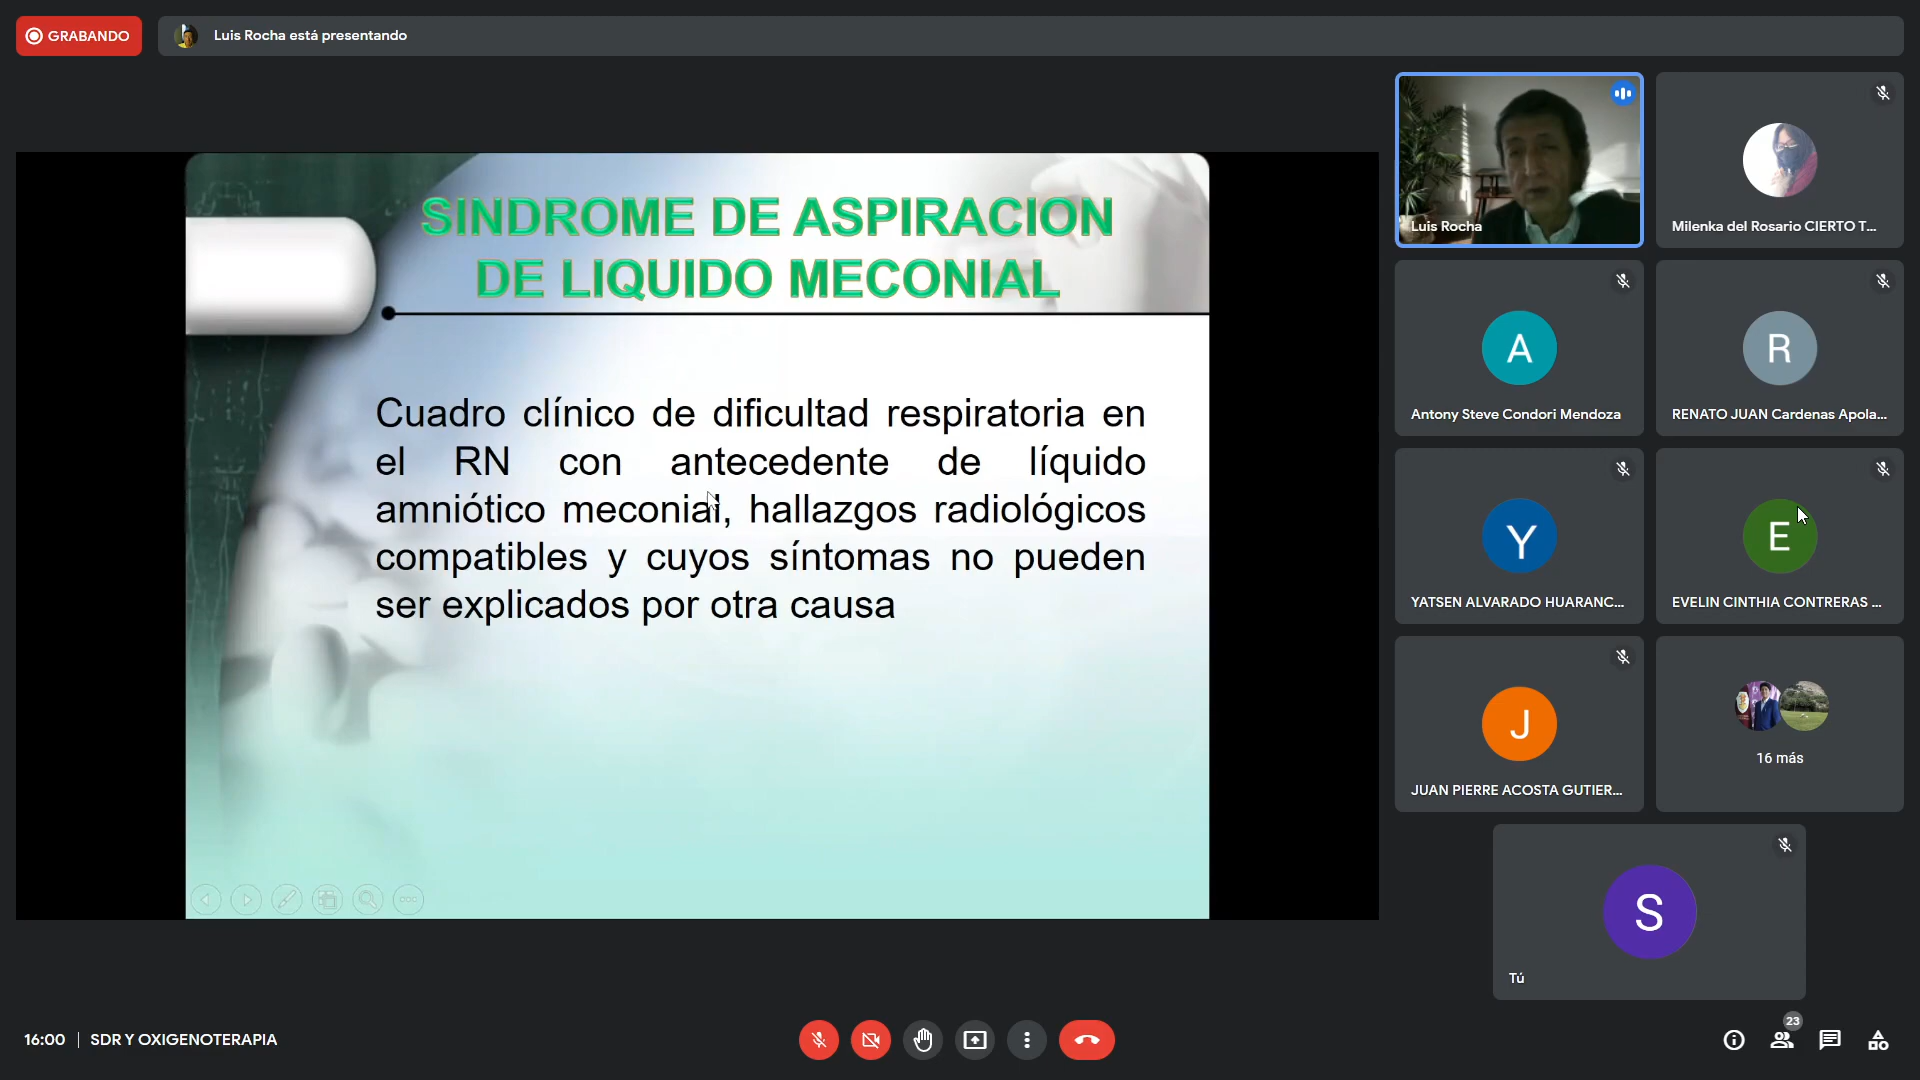 GRABANDO
Luis Rocha está presentando
SINDROME DE ASPIRACION
DE LIQUIDO MECONIAL
Cuadro clínico de dificultad respiratoria en
el RN con antecedente de líquido
amniótico meconial, hallazgos radiológicos
compatibles y cuyos síntomas no pueden
ser explicados por otra causa
Luis Rocha
Milenka del Rosario CIERTO T...
A
Antony Steve Condori Mendoza
R
RENATO JUAN Cardenas Apola...
Y
YATSEN ALVARADO HUARANC...
E
EVELIN CINTHIA CONTRERAS ...
J
JUAN PIERRE ACOSTA GUTIER...
16 más
S
Tú
16:00 | SDR Y OXIGENOTERAPIA
23